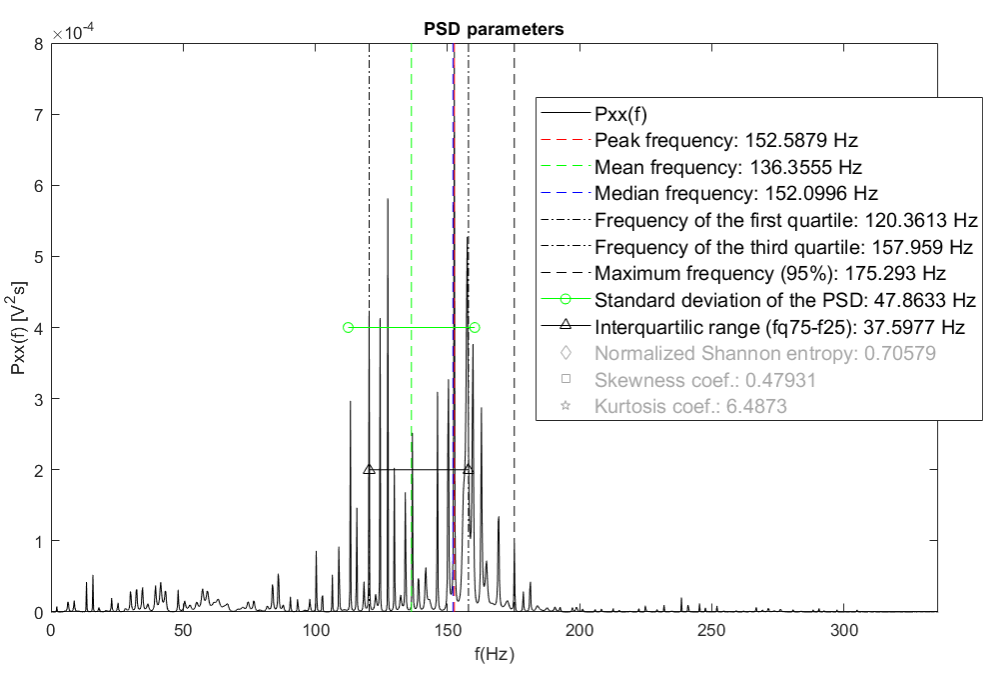 PSD parameters
×10⁻⁴
8
7
6
5
4
3
2
1
0
Pxx(f) [V²s]
0 50 100 150 200 250 300
f(Hz)
Pxx(f)
Peak frequency: 152.5879 Hz
Mean frequency: 136.3555 Hz
Median frequency: 152.0996 Hz
Frequency of the first quartile: 120.3613 Hz
Frequency of the third quartile: 157.959 Hz
Maximum frequency (95%): 175.293 Hz
Standard deviation of the PSD: 47.8633 Hz
Interquartilic range (fq75-f25): 37.5977 Hz
Normalized Shannon entropy: 0.70579
Skewness coef.: 0.47931
Kurtosis coef.: 6.4873